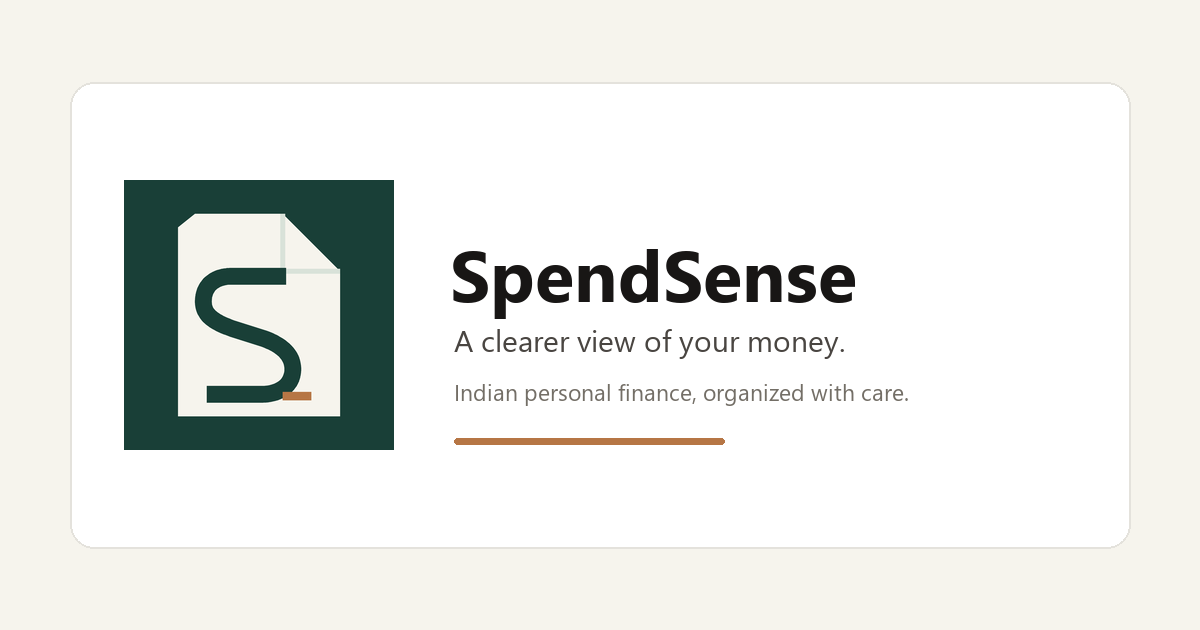 S
SpendSense
A clearer view of your money.
Indian personal finance, organized with care.